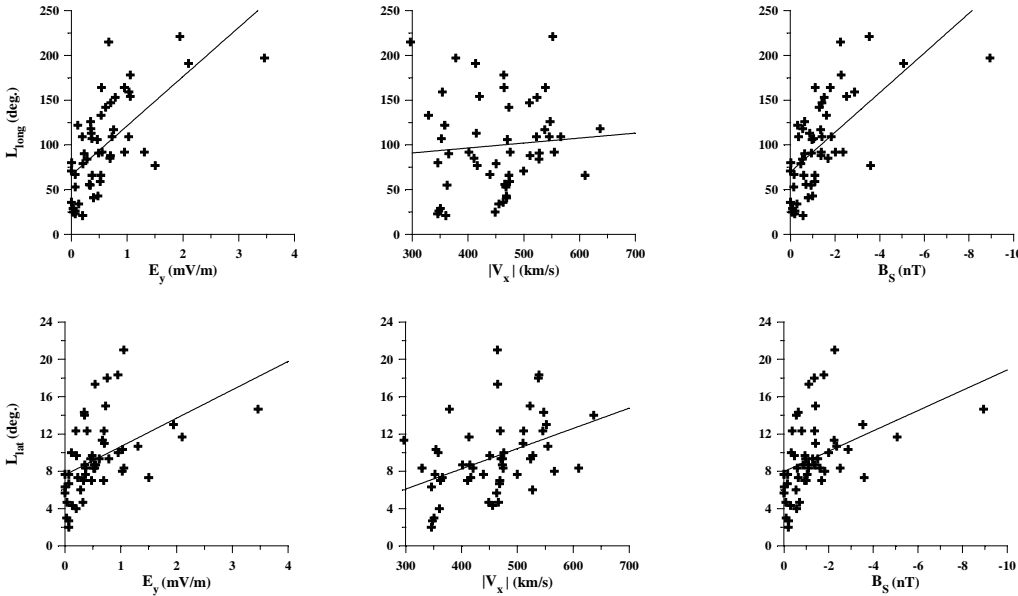 250
200
150
100
50
0
L_long (deg.)
0 1 2 3 4
E_y (mV/m)
250
200
150
100
50
0
300 400 500 600 700
|V_x| (km/s)
250
200
150
100
50
0
0 -2 -4 -6 -8 -10
B_S (nT)
24
20
16
12
8
4
0
L_lat (deg.)
0 1 2 3 4
E_y (mV/m)
24
20
16
12
8
4
0
300 400 500 600 700
|V_x| (km/s)
24
20
16
12
8
4
0
0 -2 -4 -6 -8 -10
B_S (nT)